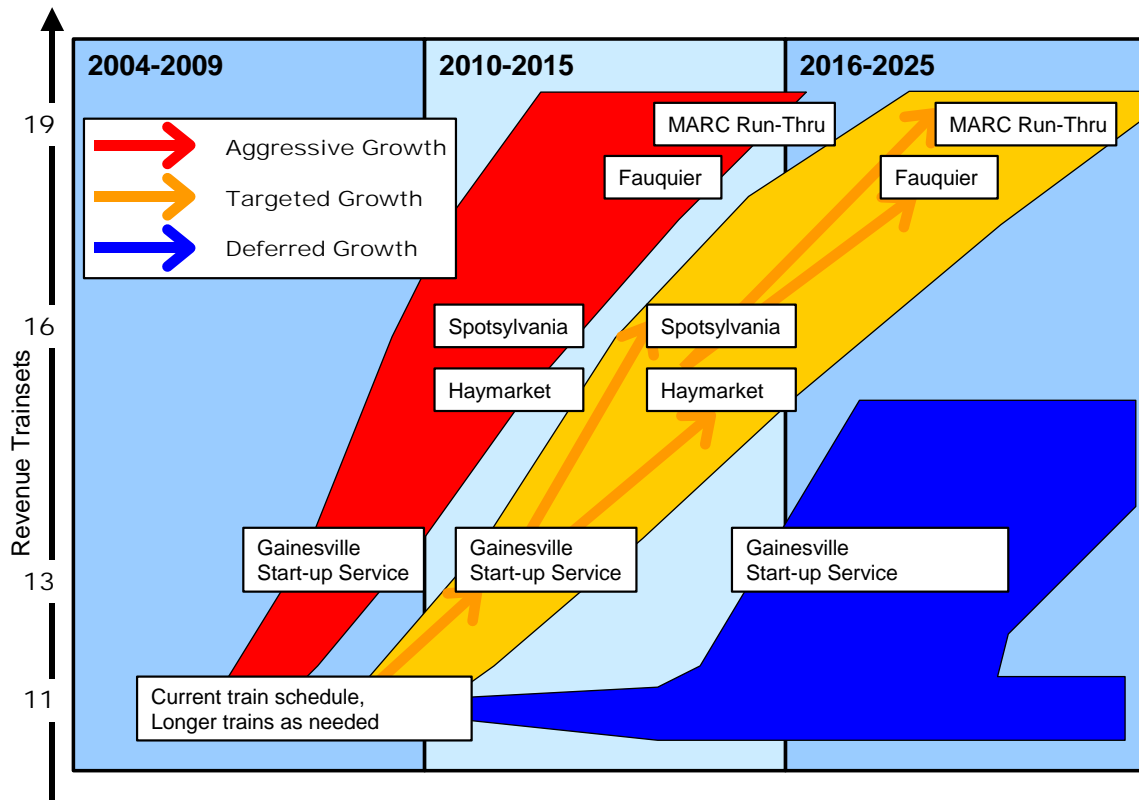 2004-2009
2010-2015
2016-2025
Aggressive Growth
Targeted Growth
Deferred Growth
Revenue Trainsets
19
16
13
11
MARC Run-Thru
MARC Run-Thru
Fauquier
Fauquier
Spotsylvania
Spotsylvania
Haymarket
Haymarket
Gainesville
Start-up Service
Gainesville
Start-up Service
Gainesville
Start-up Service
Current train schedule,
Longer trains as needed